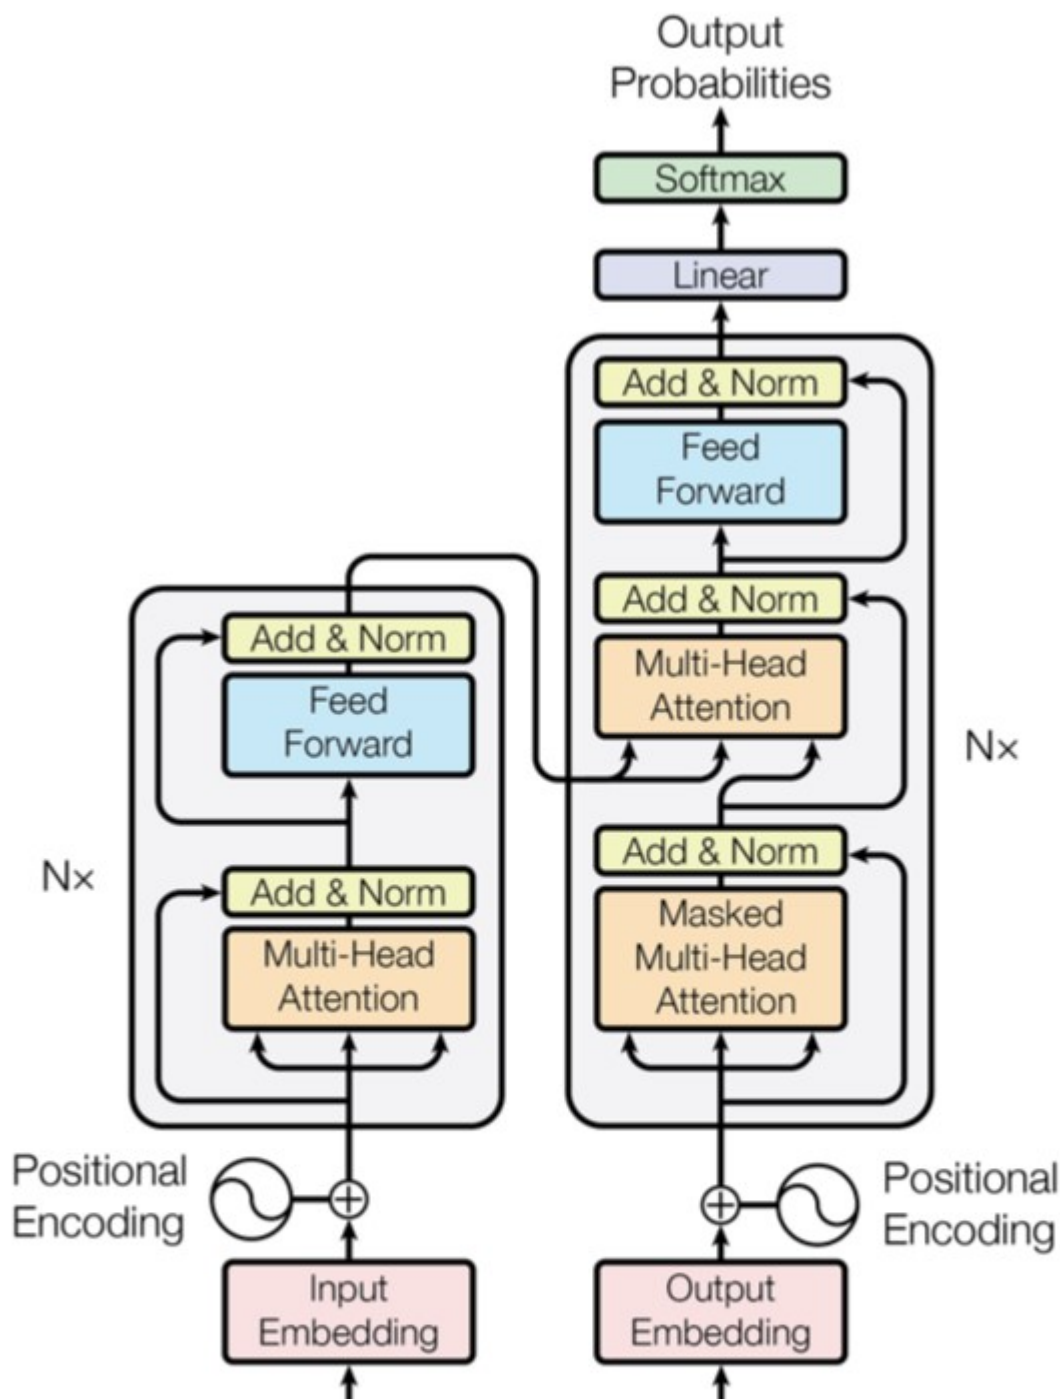 Output
Probabilities
Softmax
Linear
Add & Norm
Feed
Forward
Add & Norm
Multi-Head
Attention
Nx
Add & Norm
Masked
Multi-Head
Attention
Add & Norm
Feed
Forward
Nx
Add & Norm
Multi-Head
Attention
Positional
Encoding
Positional
Encoding
Input
Embedding
Output
Embedding